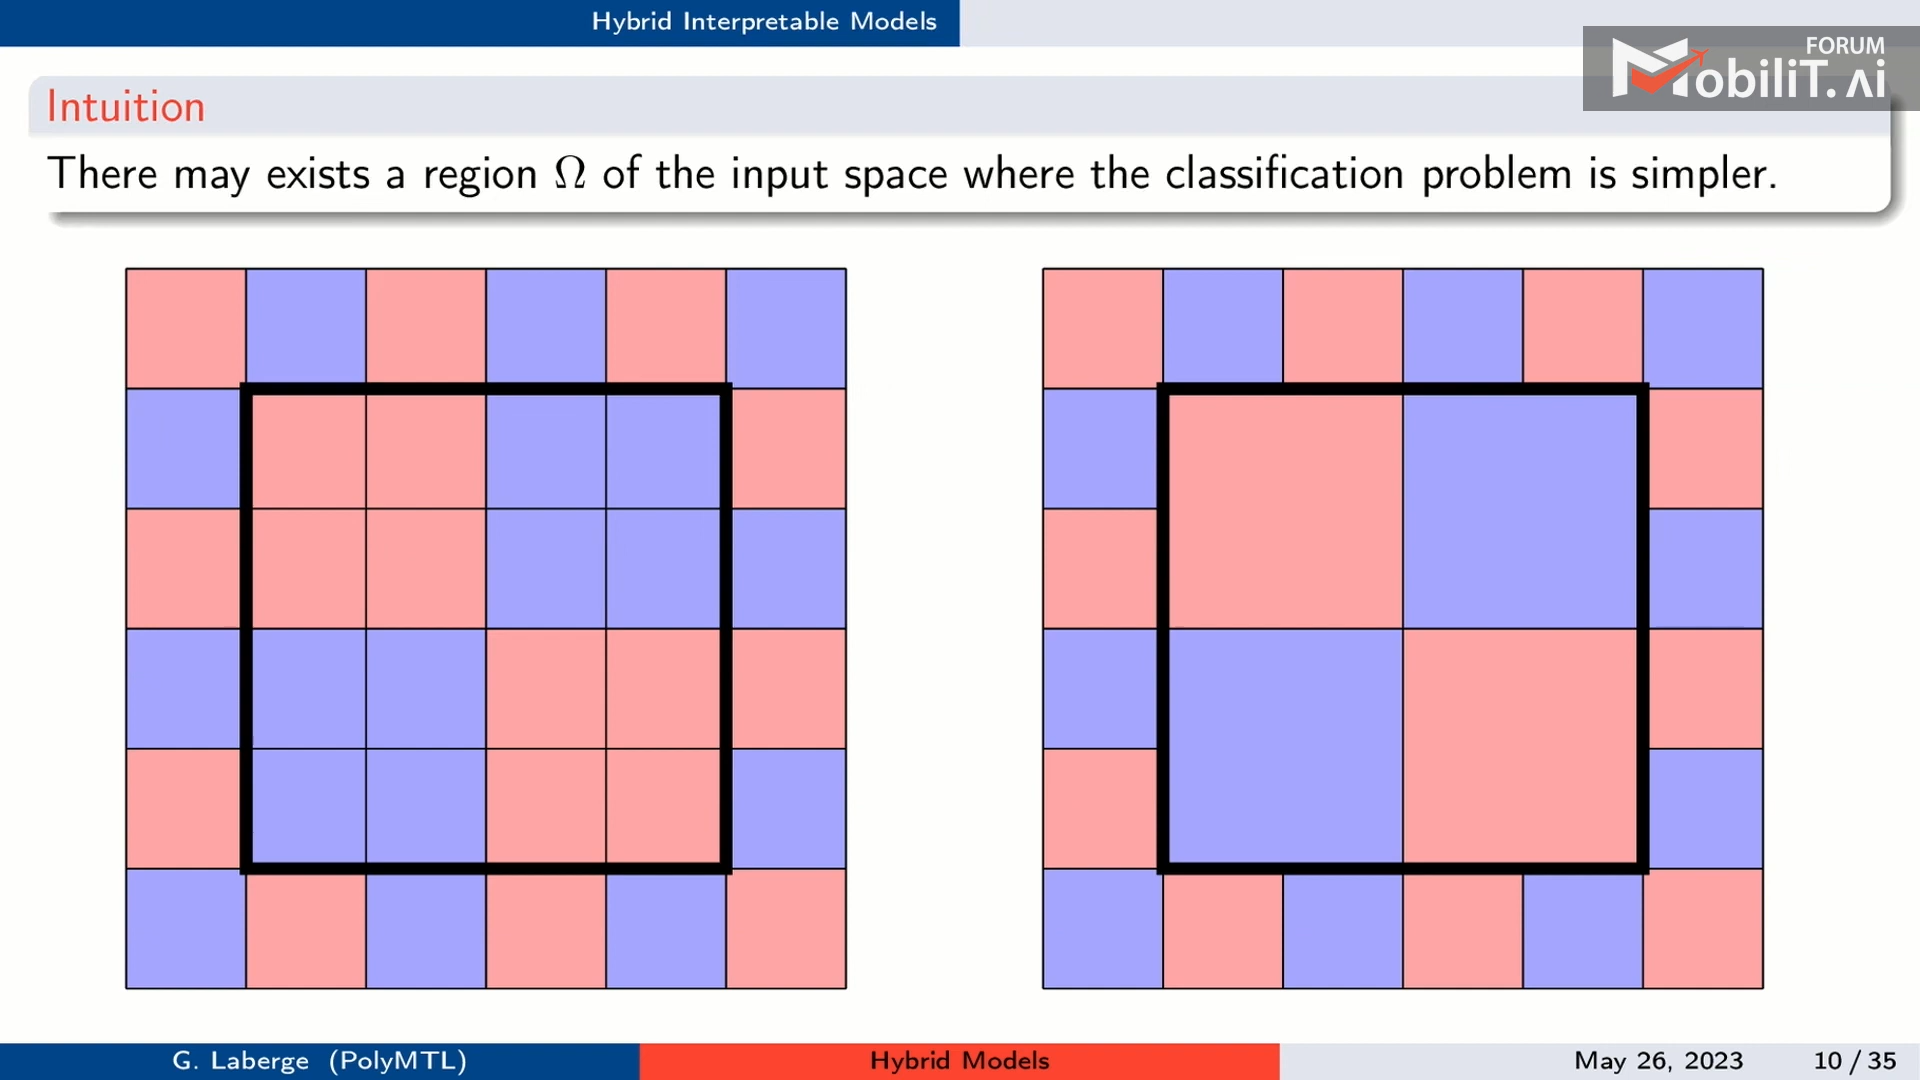 Hybrid Interpretable Models
FORUM
MobiliT.Ai
Intuition
There may exists a region Ω of the input space where the classification problem is simpler.
G. Laberge (PolyMTL)
Hybrid Models
May 26, 2023
10 / 35